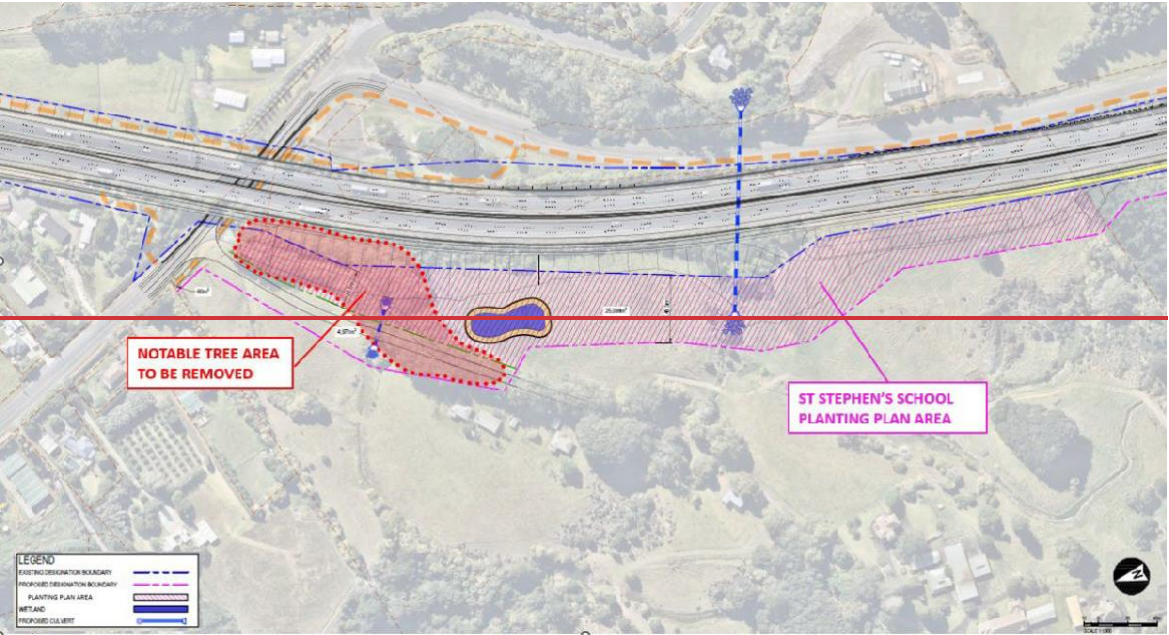 NOTABLE TREE AREA
TO BE REMOVED
ST STEPHEN'S SCHOOL
PLANTING PLAN AREA
LEGEND
EXISTING DESIGNATION BOUNDARY
PROPOSED DESIGNATION BOUNDARY
PLANTING PLAN AREA
WETLAND
PROPOSED CULVERT